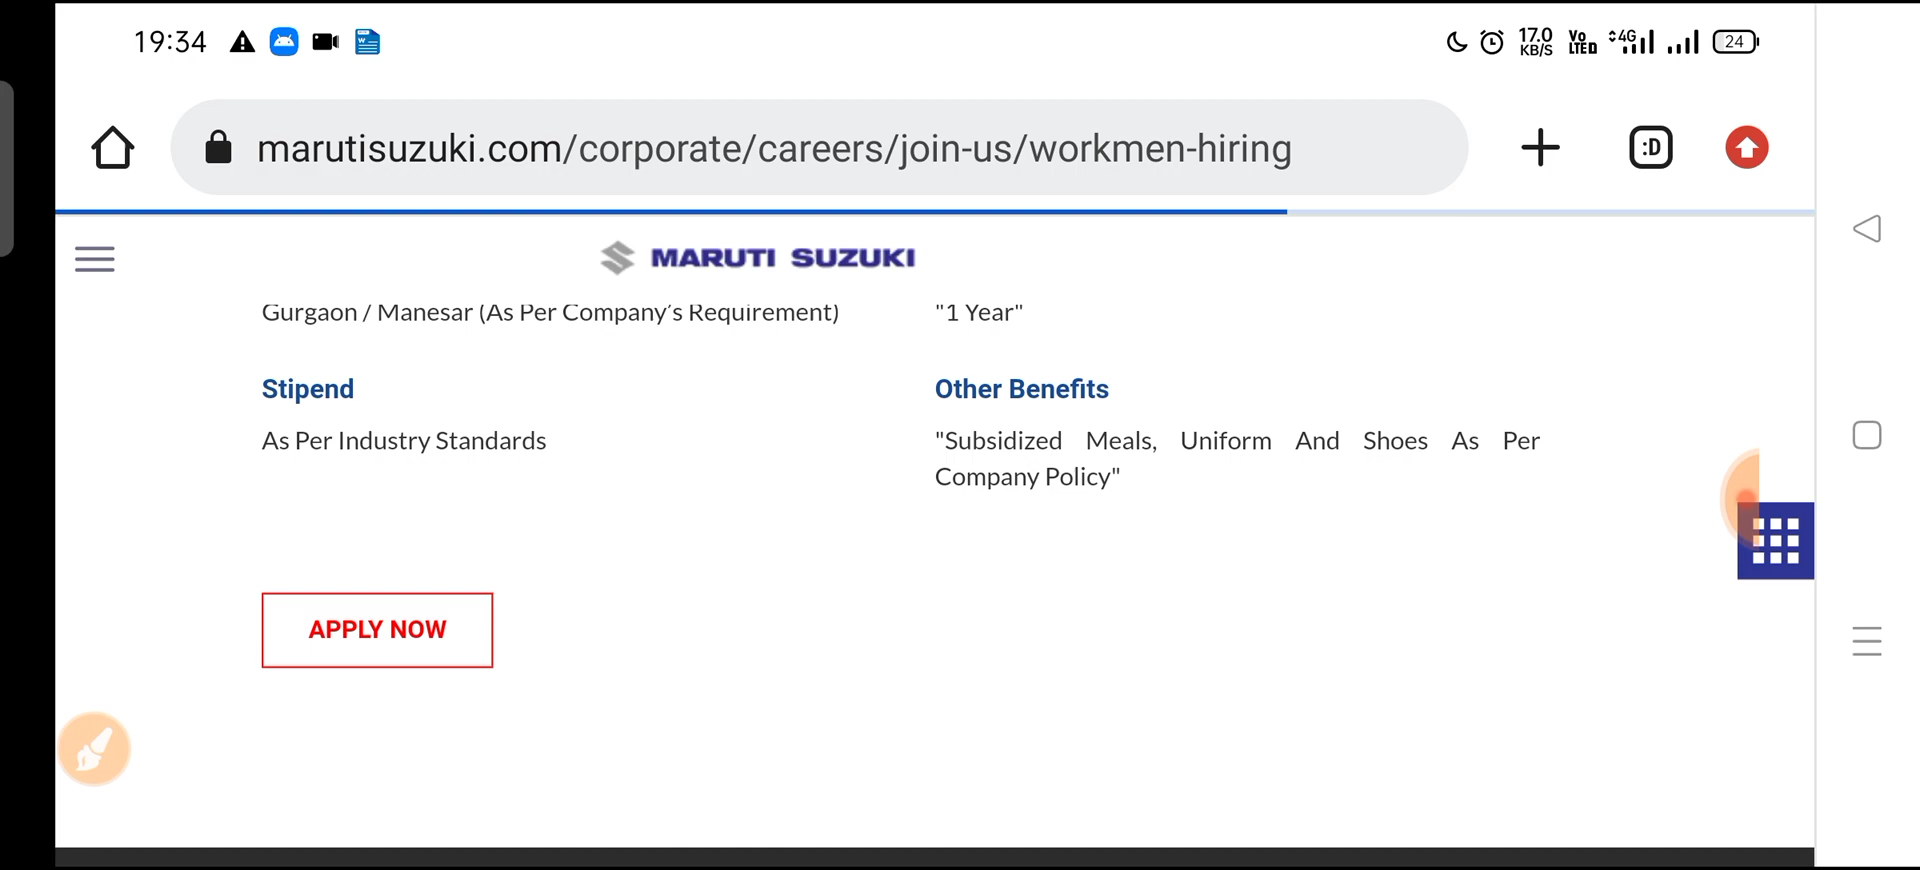 19:34
17.0
KB/S
Vo
LTE
4G
24
marutisuzuki.com/corporate/careers/join-us/workmen-hiring
:D
MARUTI SUZUKI
Gurgaon / Manesar (As Per Company's Requirement)
"1 Year"
Stipend
Other Benefits
As Per Industry Standards
"Subsidized Meals, Uniform And Shoes As Per
Company Policy"
APPLY NOW